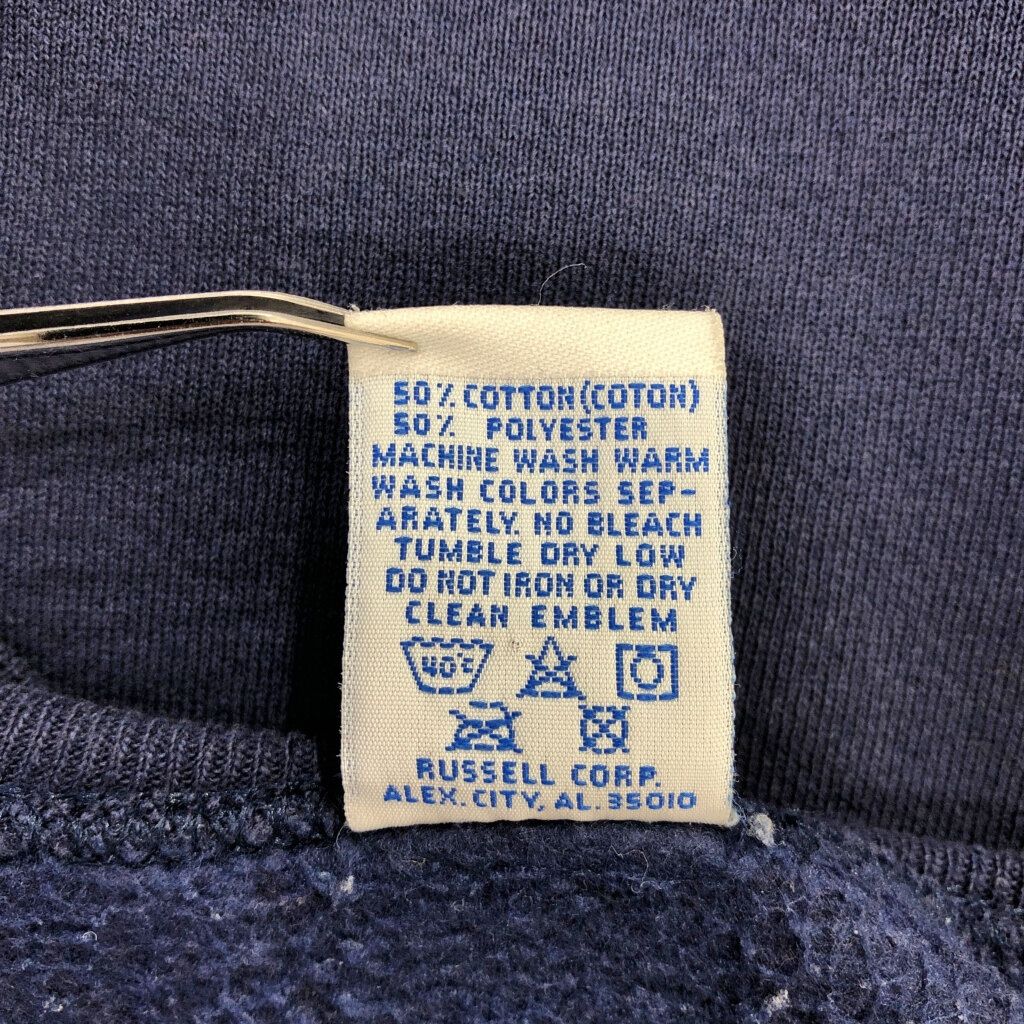 50% COTTON (COTON)
50% POLYESTER
MACHINE WASH WARM
WASH COLORS SEP-
ARATELY. NO BLEACH
TUMBLE DRY LOW
DO NOT IRON OR DRY
CLEAN EMBLEM
40°C
RUSSELL CORP.
ALEX. CITY, AL. 35010